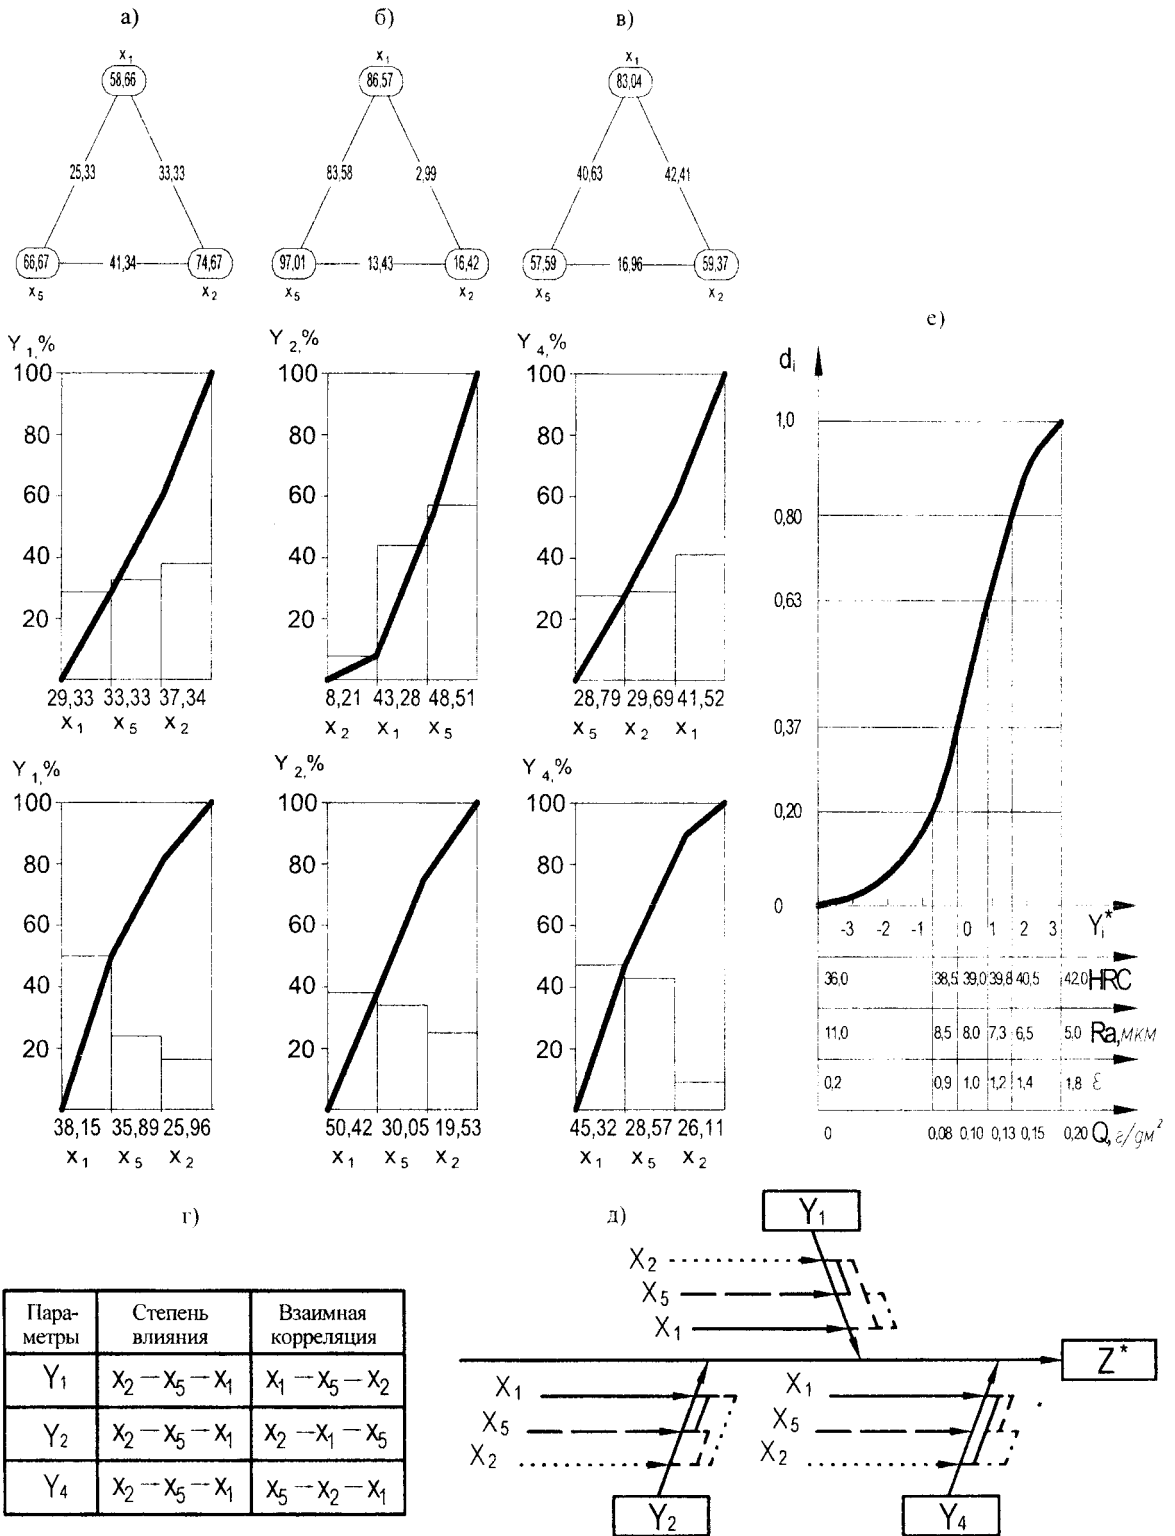 а) б) в)
x1 x1 x1
58,66 86,57 83,04
25,33 33,33 83,58 2,99 40,63 42,41
66,67 41,34 74,67 97,01 13,43 16,42 57,59 16,96 59,37
x5 x2 x5 x2 x5 x2
Y1,% Y2,% Y4,%
100 100 100
80 80 80
60 60 60
40 40 40
20 20 20
29,33 33,33 37,34 8,21 43,28 48,51 28,79 29,69 41,52
x1 x5 x2 x2 x1 x5 x5 x2 x1
Y1,% Y2,% Y4,%
100 100 100
80 80 80
60 60 60
40 40 40
20 20 20
38,15 35,89 25,96 50,42 30,05 19,53 45,32 28,57 26,11
x1 x5 x2 x1 x5 x2 x1 x5 x2
е)
di
1,0
0,80
0,63
0,37
0,20
0
-3 -2 -1 0 1 2 3 Yi*
36,0 38,5 39,0 39,8 40,5 42,0 HRC
11,0 8,5 8.0 7,3 6,5 5,0 Ra,мкм
0,2 0,9 1,0 1,2 1,4 1,8 ε
0 0,08 0,10 0,13 0,15 0,20 Q, г/дм²
г)
Пара-
метры
Степень
влияния
Взаимная
корреляция
Y1 X2–X5–X1 X1–X5–X2
Y2 X2–X5–X1 X2–X1–X5
Y4 X2–X5–X1 X5–X2–X1
д)
Y1
X2
X5
X1
Z*
X1 X1
X5 X5
X2 X2
Y2 Y4